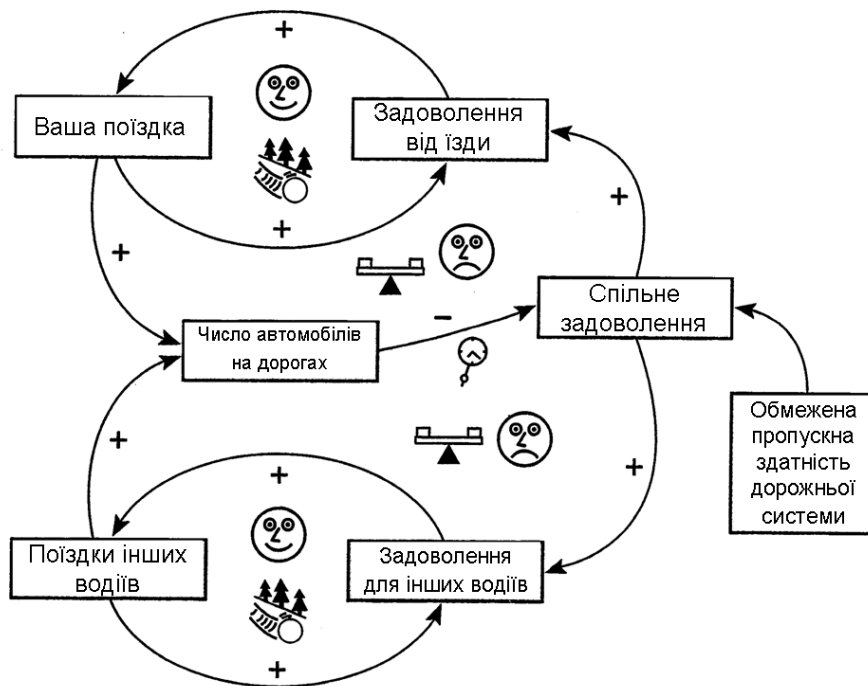 +
Ваша поїздка
Задоволення
від їзди
+
+
+
–
Число автомобілів
на дорогах
Спільне
задоволення
Обмежена
пропускна
здатність
дорожньої
системи
+
+
+
Поїздки інших
водіїв
Задоволення
для інших водіїв
+